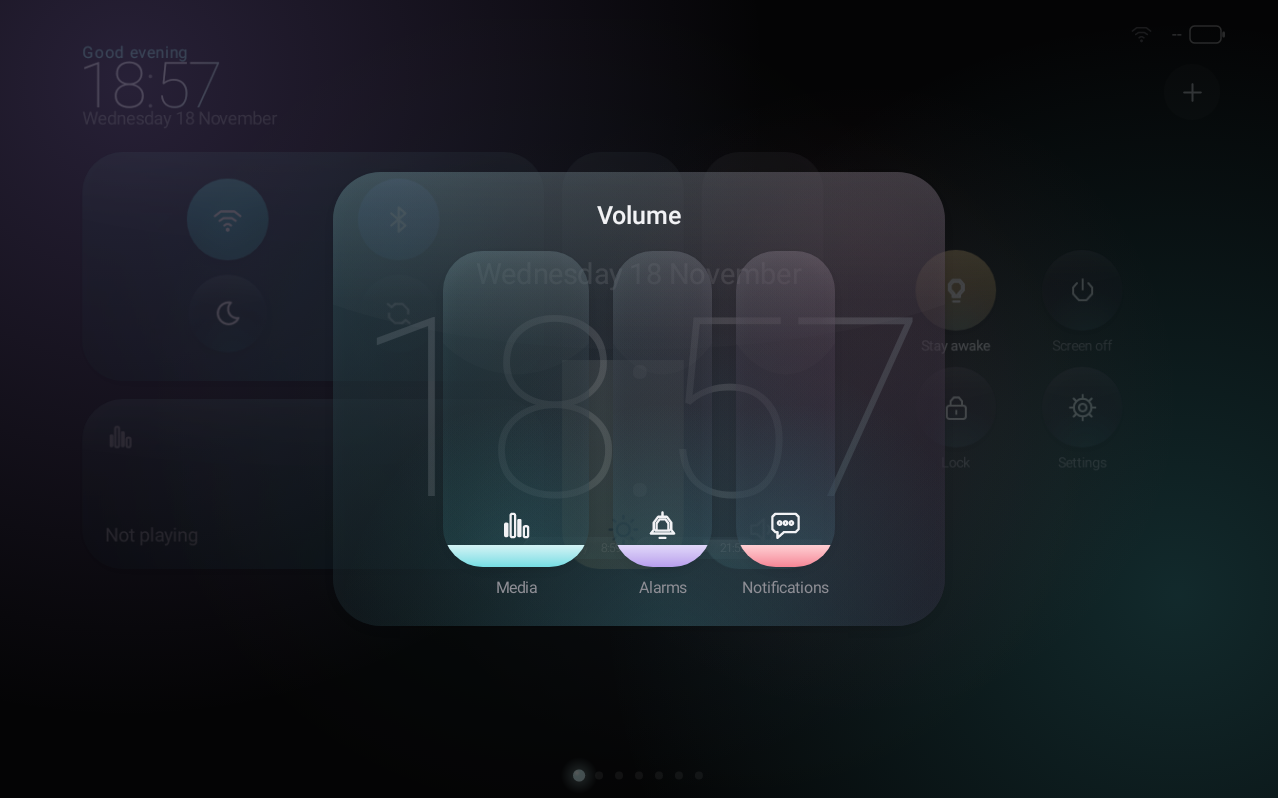 Good evening
18:57
Wednesday 18 November
--
Volume
Wednesday 18 November
18:57
Stay awake
Screen off
Lock
Settings
Not playing
Media
Alarms
Notifications